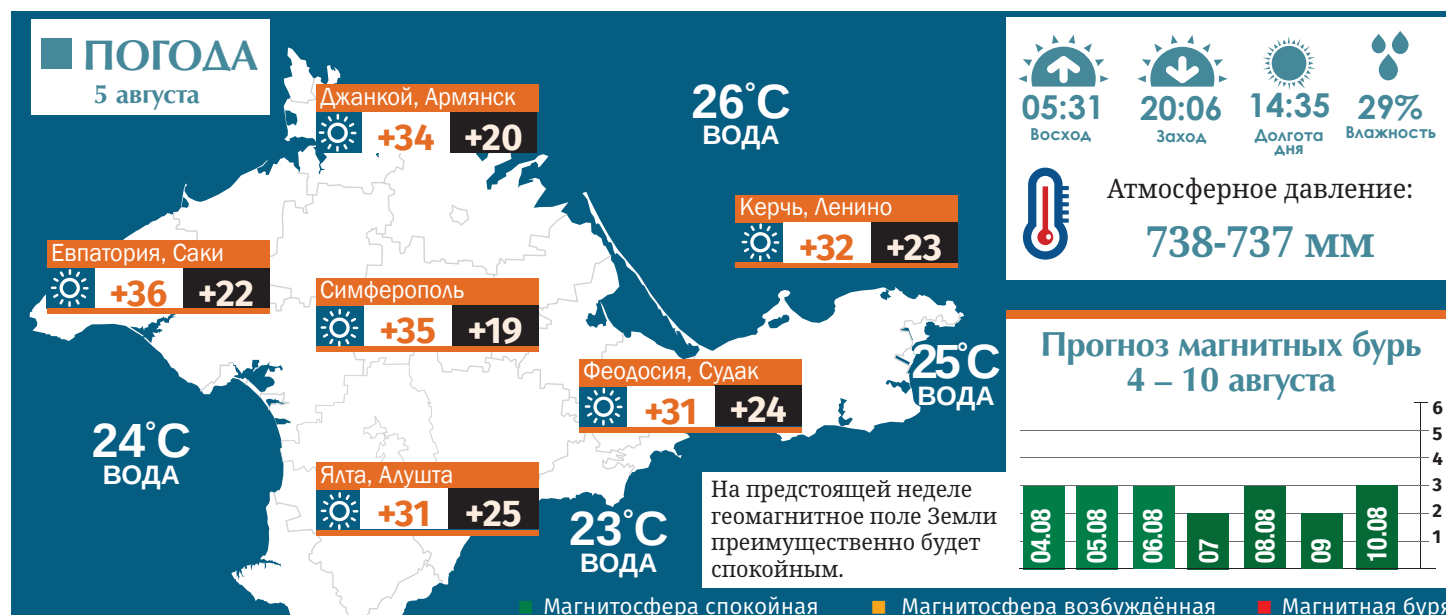 ПОГОДА
5 августа
Джанкой, Армянск
+34 +20
26°С
ВОДА
Керчь, Ленино
+32 +23
Евпатория, Саки
+36 +22
Симферополь
+35 +19
Феодосия, Судак
+31 +24
25°С
ВОДА
24°С
ВОДА
Ялта, Алушта
+31 +25
23°С
ВОДА
05:31
Восход
20:06
Заход
14:35
Долгота
дня
29%
Влажность
Атмосферное давление:
738-737 мм
Прогноз магнитных бурь
4 – 10 августа
6
5
4
3
2
1
04.08
05.08
06.08
07
08.08
09
10.08
На предстоящей неделе
геомагнитное поле Земли
преимущественно будет
спокойным.
Магнитосфера спокойная
Магнитосфера возбуждённая
Магнитная буря